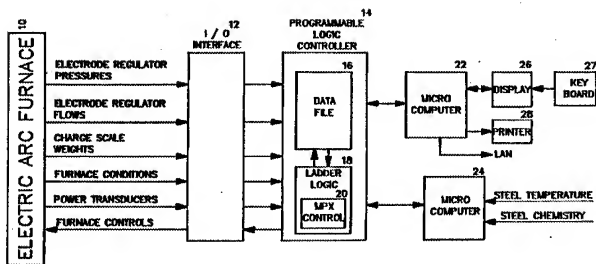 ELECTRIC ARC FURNACE
10
ELECTRODE REGULATOR
PRESSURES
ELECTRODE REGULATOR
FLOWS
CHARGE SCALE
WEIGHTS
FURNACE CONDITIONS
POWER TRANSDUCERS
FURNACE CONTROLS
12
I / O
INTERFACE
PROGRAMMABLE
LOGIC
CONTROLLER
14
16
DATA
FILE
18
LADDER
LOGIC
20
MPX
CONTROL
22
MICRO
COMPUTER
26
DISPLAY
27
KEY
BOARD
28
PRINTER
LAN
24
MICRO
COMPUTER
STEEL TEMPERATURE
STEEL CHEMISTRY